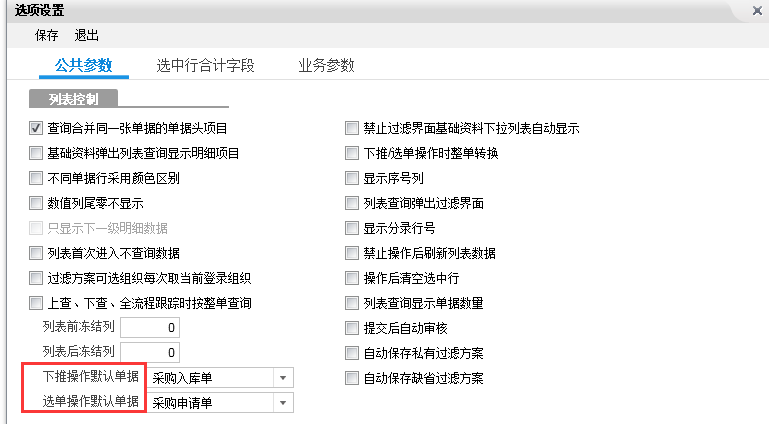 选项设置
保存 退出
公共参数 选中行合计字段 业务参数
列表控制
查询合并同一张单据的单据头项目
禁止过滤界面基础资料下拉列表自动显示
基础资料弹出列表查询显示明细项目
下推/选单操作时整单转换
不同单据行采用颜色区别
显示序号列
数值列尾零不显示
列表查询弹出过滤界面
只显示下一级明细数据
显示分录行号
列表首次进入不查询数据
禁止操作后刷新列表数据
过滤方案可选组织每次取当前登录组织
操作后清空选中行
上查、下查、全流程跟踪时按整单查询
列表查询显示单据数量
列表前冻结列 0
提交后自动审核
列表后冻结列 0
自动保存私有过滤方案
下推操作默认单据 采购入库单
自动保存缺省过滤方案
选单操作默认单据 采购申请单